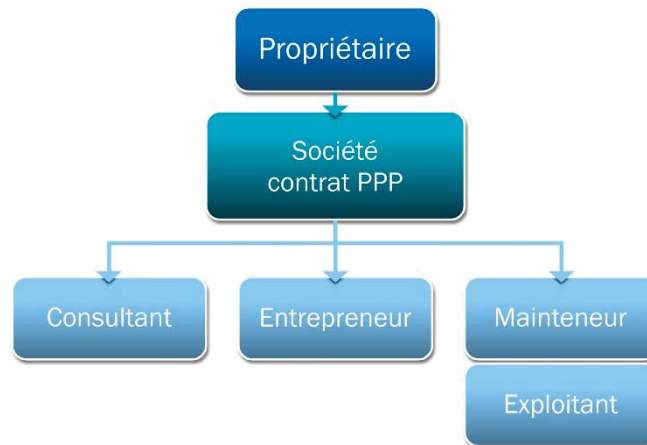 Propriétaire
Société
contrat PPP
Consultant
Entrepreneur
Mainteneur
Exploitant